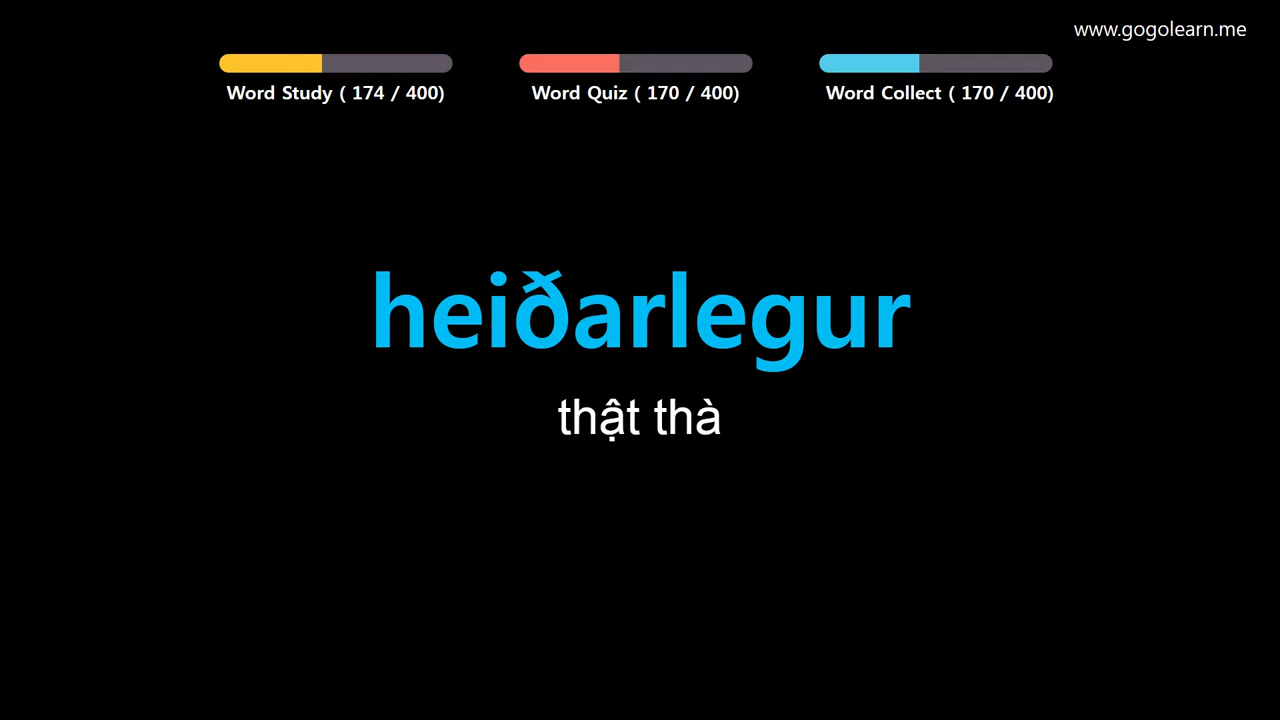 www.gogolearn.me
Word Study ( 174 / 400)
Word Quiz ( 170 / 400)
Word Collect ( 170 / 400)
heiðarlegur
thật thà